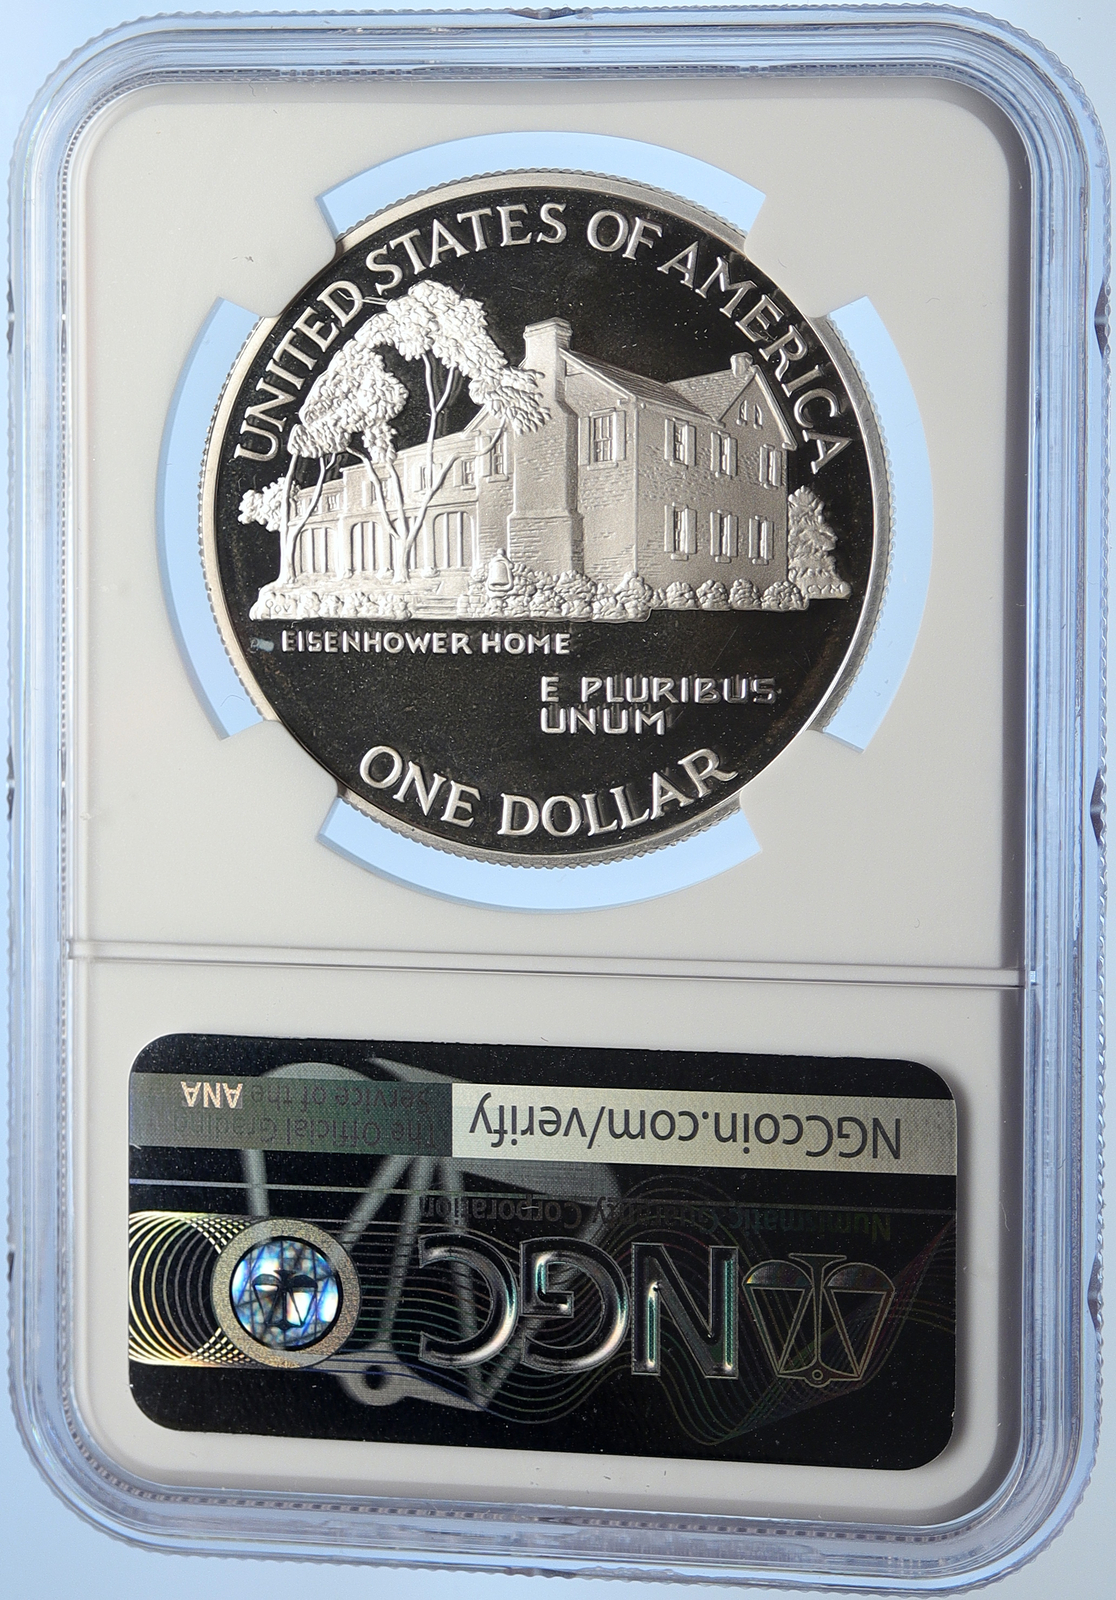 UNITED STATES OF AMERICA
EISENHOWER HOME
E PLURIBUS
UNUM
ONE DOLLAR
NGC
Numismatic Guaranty Corporation
NGCcoin.com/verify
The Official Grading
Service of the ANA